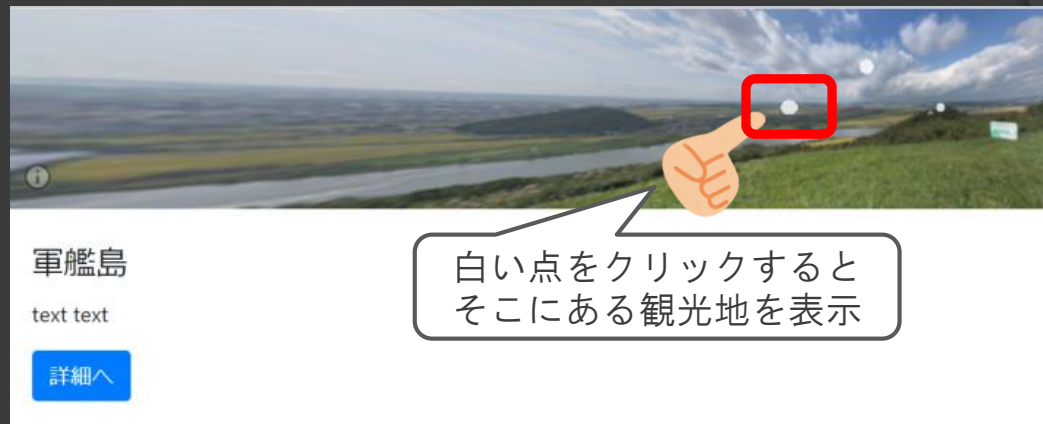 白い点をクリックすると
そこにある観光地を表示
軍艦島
text text
詳細へ